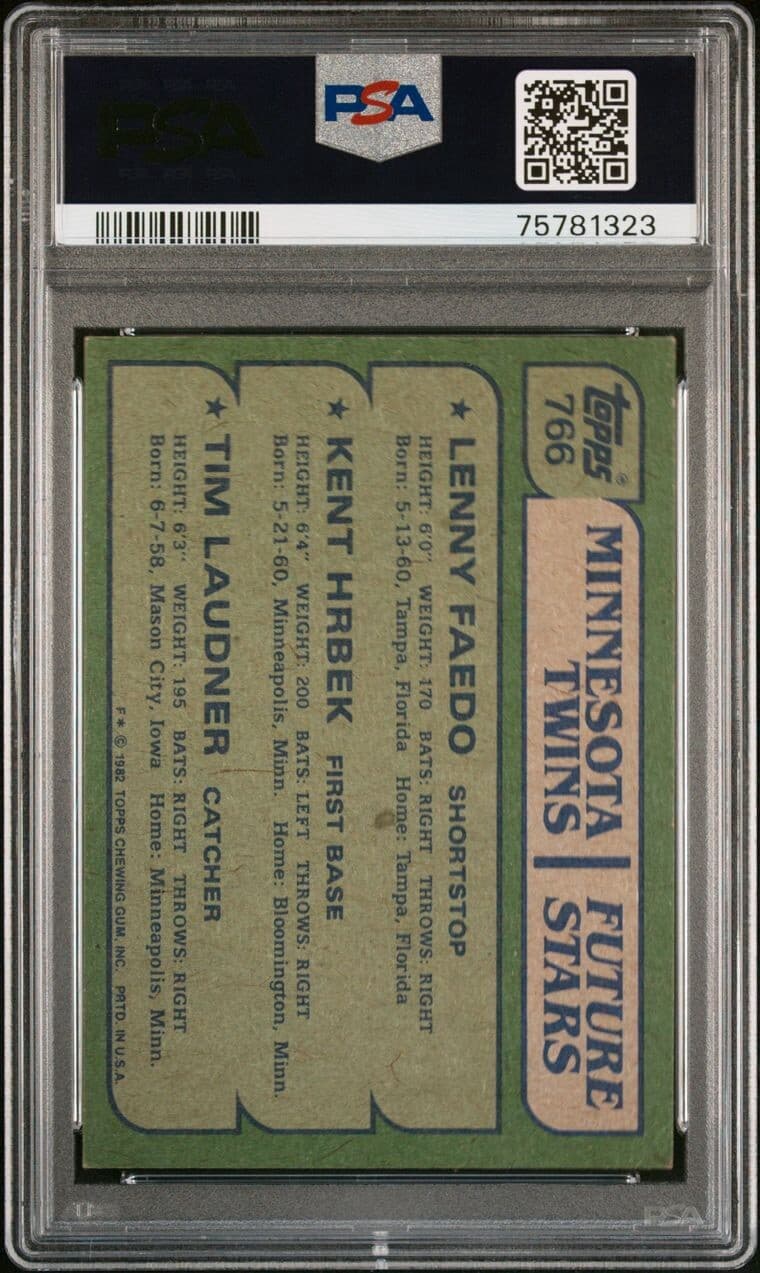 PSA
75781323
topps®
766
MINNESOTA TWINS | FUTURE STARS
★ LENNY FAEDO SHORTSTOP
HEIGHT: 6'0" WEIGHT: 170 BATS: RIGHT THROWS: RIGHT
Born: 5-13-60, Tampa, Florida Home: Tampa, Florida
★ KENT HRBEK FIRST BASE
HEIGHT: 6'4" WEIGHT: 200 BATS: LEFT THROWS: RIGHT
Born: 5-21-60, Minneapolis, Minn. Home: Bloomington, Minn.
★ TIM LAUDNER CATCHER
HEIGHT: 6'3" WEIGHT: 195 BATS: RIGHT THROWS: RIGHT
Born: 6-7-58, Mason City, Iowa Home: Minneapolis, Minn.
F* © 1982 TOPPS CHEWING GUM, INC. PRTD. IN U.S.A.
PSA